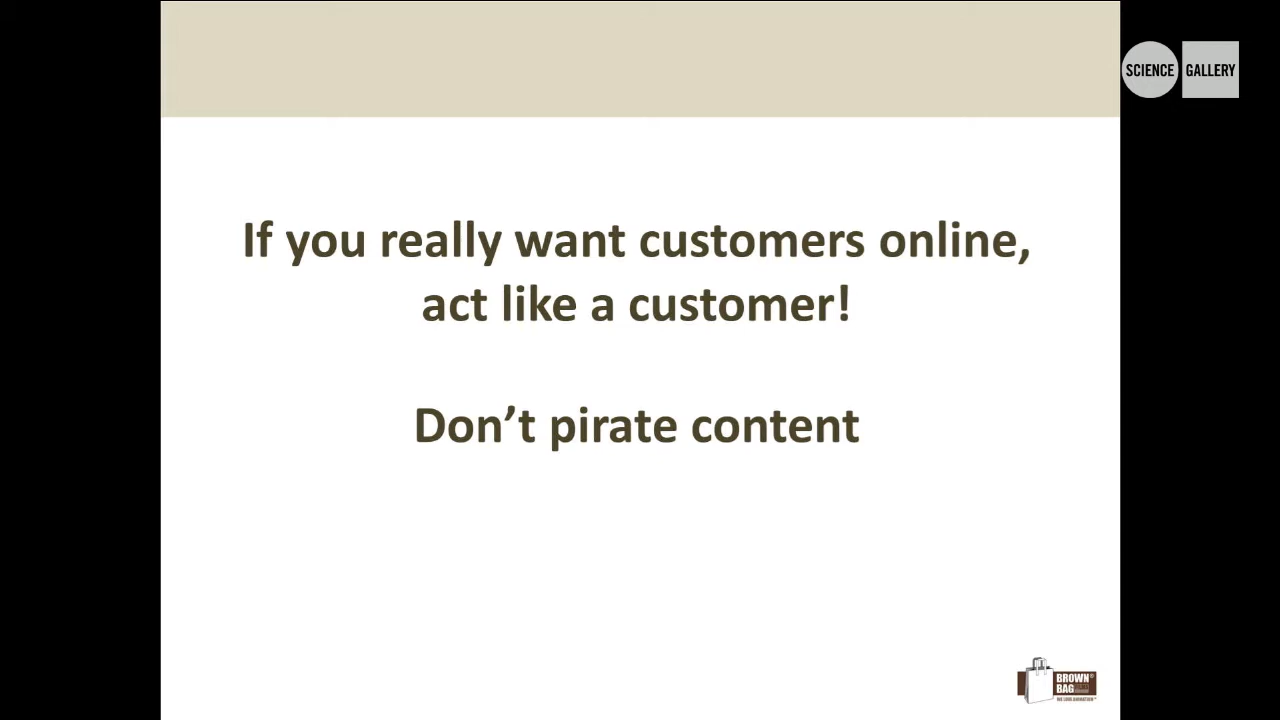 SCIENCE GALLERY
If you really want customers online,
act like a customer!
Don’t pirate content
BROWN
BAG